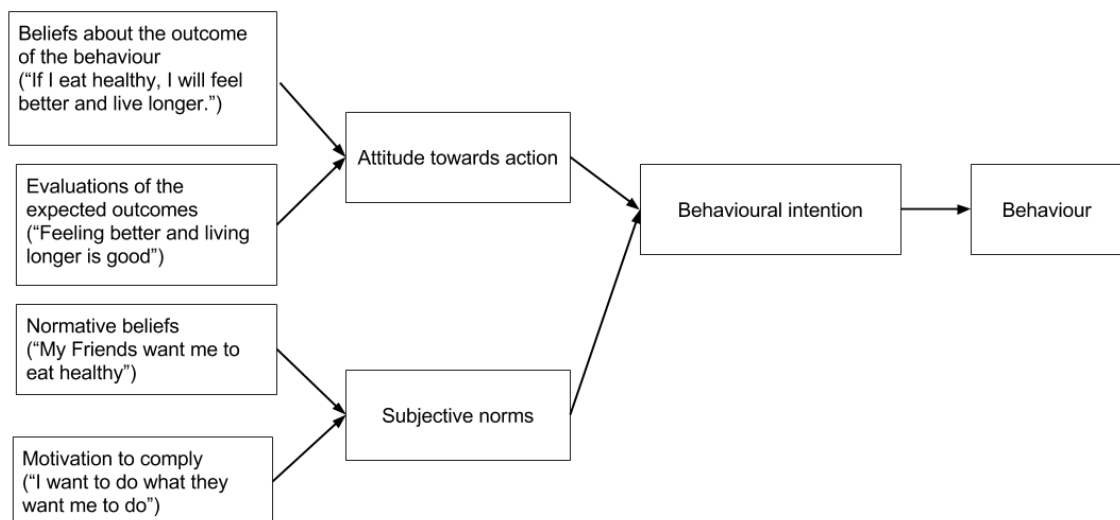 Beliefs about the outcome
of the behaviour
(“If I eat healthy, I will feel
better and live longer.”)
Evaluations of the
expected outcomes
(“Feeling better and living
longer is good”)
Normative beliefs
(“My Friends want me to
eat healthy”)
Motivation to comply
(“I want to do what they
want me to do”)
Attitude towards action
Subjective norms
Behavioural intention
Behaviour